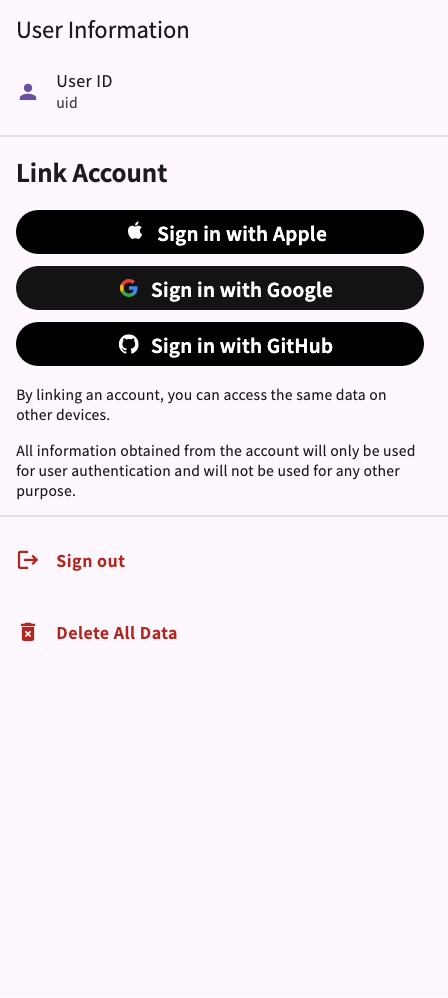 User Information
User ID
uid
Link Account
Sign in with Apple
Sign in with Google
Sign in with GitHub
By linking an account, you can access the same data on
other devices.
All information obtained from the account will only be used
for user authentication and will not be used for any other
purpose.
Sign out
Delete All Data